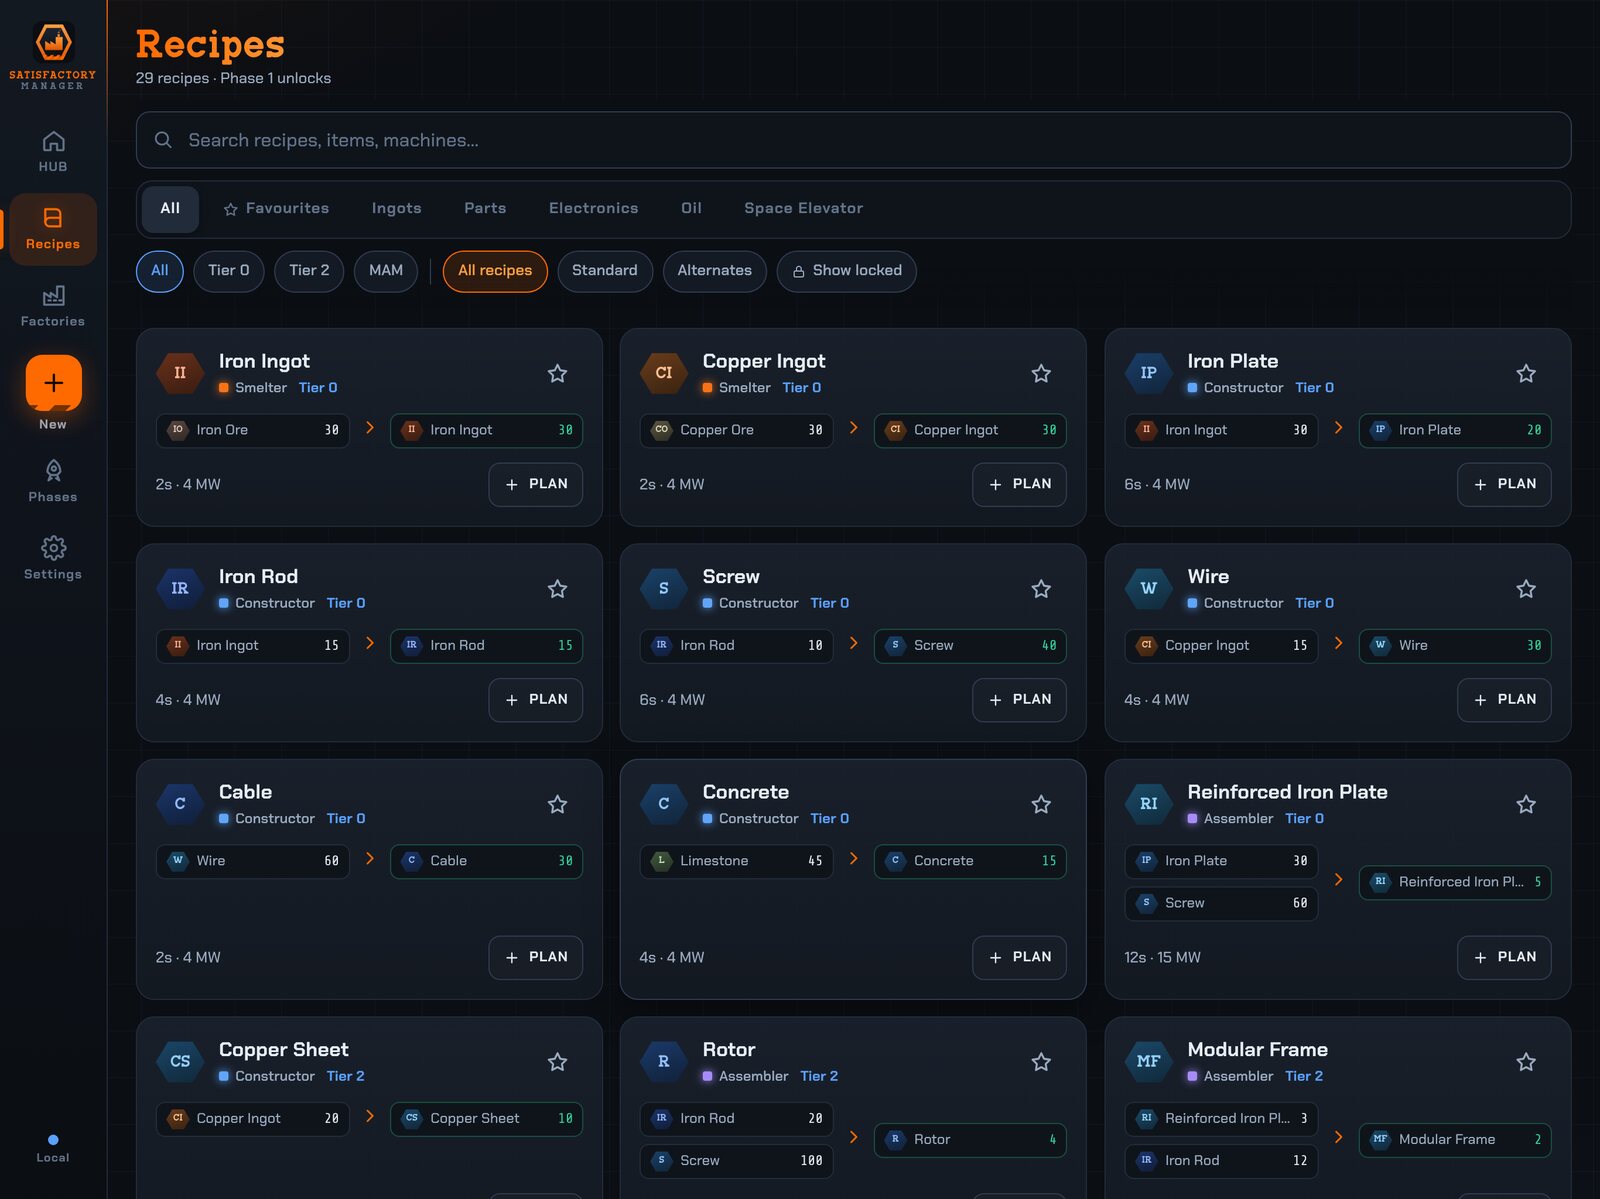 SATISFACTORY
MANAGER
HUB
Recipes
Factories
New
Phases
Settings
Local
Recipes
29 recipes · Phase 1 unlocks
Search recipes, items, machines...
All Favourites Ingots Parts Electronics Oil Space Elevator
All Tier 0 Tier 2 MAM All recipes Standard Alternates Show locked
II Iron Ingot
Smelter Tier 0
IO Iron Ore 30 II Iron Ingot 30
2s · 4 MW + PLAN
CI Copper Ingot
Smelter Tier 0
CO Copper Ore 30 CI Copper Ingot 30
2s · 4 MW + PLAN
IP Iron Plate
Constructor Tier 0
II Iron Ingot 30 IP Iron Plate 20
6s · 4 MW + PLAN
IR Iron Rod
Constructor Tier 0
II Iron Ingot 15 IR Iron Rod 15
4s · 4 MW + PLAN
S Screw
Constructor Tier 0
IR Iron Rod 10 S Screw 40
6s · 4 MW + PLAN
W Wire
Constructor Tier 0
CI Copper Ingot 15 W Wire 30
4s · 4 MW + PLAN
C Cable
Constructor Tier 0
W Wire 60 C Cable 30
2s · 4 MW + PLAN
C Concrete
Constructor Tier 0
L Limestone 45 C Concrete 15
4s · 4 MW + PLAN
RI Reinforced Iron Plate
Assembler Tier 0
IP Iron Plate 30
S Screw 60
RI Reinforced Iron Pl... 5
12s · 15 MW + PLAN
CS Copper Sheet
Constructor Tier 2
CI Copper Ingot 20 CS Copper Sheet 10
R Rotor
Assembler Tier 2
IR Iron Rod 20
S Screw 100
R Rotor 4
MF Modular Frame
Assembler Tier 2
RI Reinforced Iron Pl... 3
IR Iron Rod 12
MF Modular Frame 2